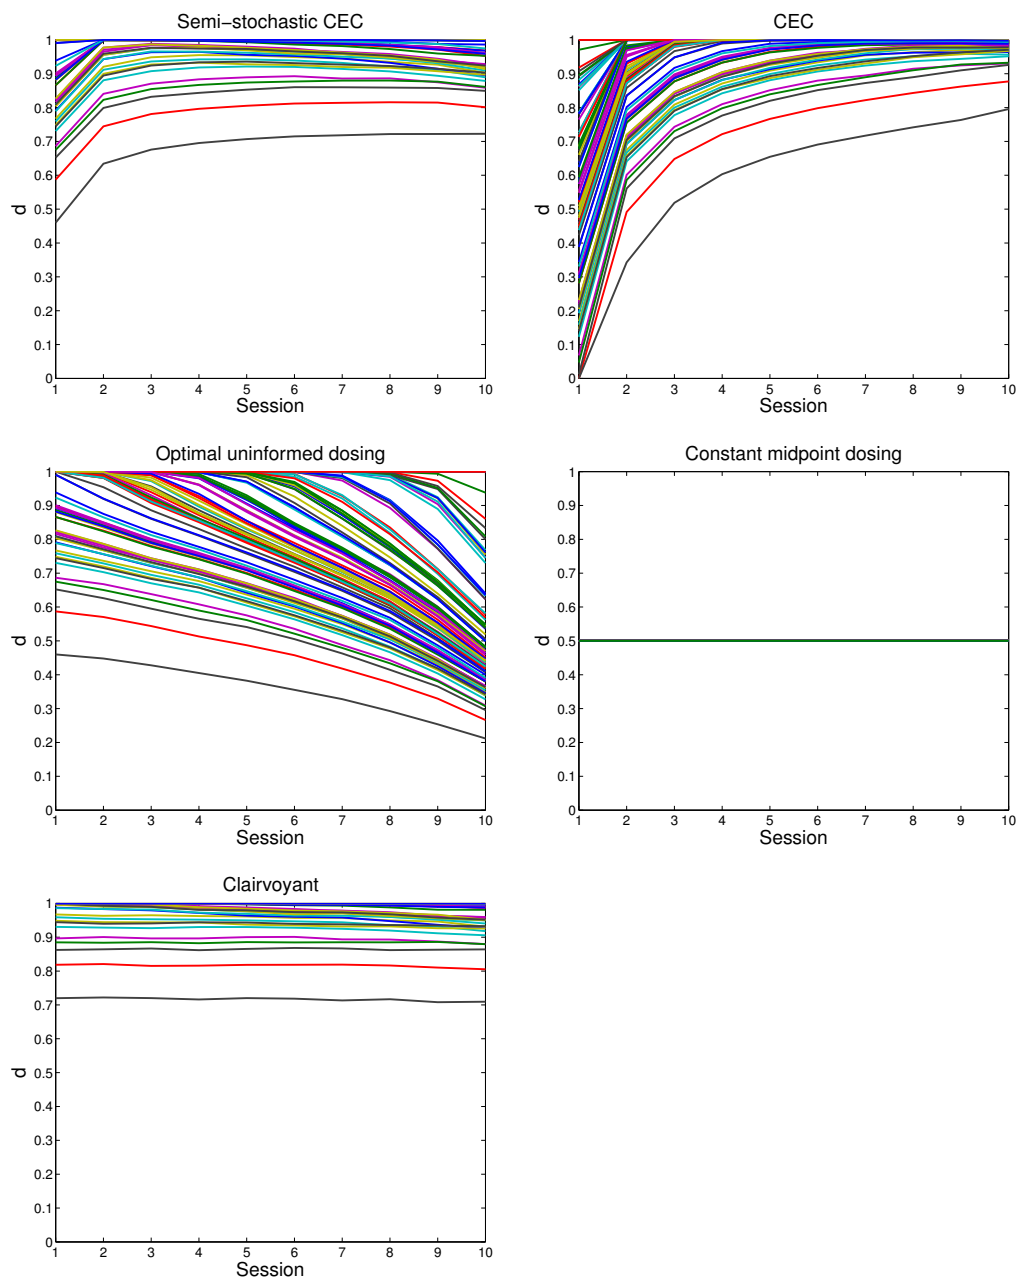 Semi−stochastic CEC
1
0.9
0.8
0.7
0.6
0.5
0.4
0.3
0.2
0.1
0
d
1 2 3 4 5 6 7 8 9 10
Session
CEC
1
0.9
0.8
0.7
0.6
0.5
0.4
0.3
0.2
0.1
0
d
1 2 3 4 5 6 7 8 9 10
Session
Optimal uninformed dosing
1
0.9
0.8
0.7
0.6
0.5
0.4
0.3
0.2
0.1
0
d
1 2 3 4 5 6 7 8 9 10
Session
Constant midpoint dosing
1
0.9
0.8
0.7
0.6
0.5
0.4
0.3
0.2
0.1
0
d
1 2 3 4 5 6 7 8 9 10
Session
Clairvoyant
1
0.9
0.8
0.7
0.6
0.5
0.4
0.3
0.2
0.1
0
d
1 2 3 4 5 6 7 8 9 10
Session